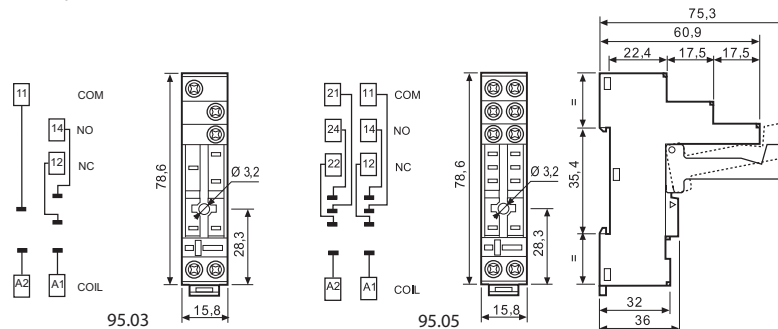 11 COM
14 NO
12 NC
A2 A1 COIL
78,6
Ø 3,2
28,3
15,8
95.03
21 11 COM
24 14 NO
22 12 NC
A2 A1 COIL
78,6
Ø 3,2
28,3
15,8
95.05
75,3
60,9
22,4 17,5 17,5
=
35,4
=
32
36